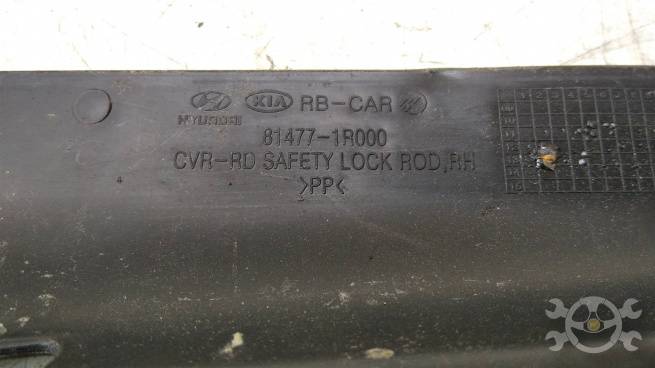 KIA RB-CAR
HYUNDAI
81477-1R000
CVR-RD SAFETY LOCK ROD,RH
>PP<